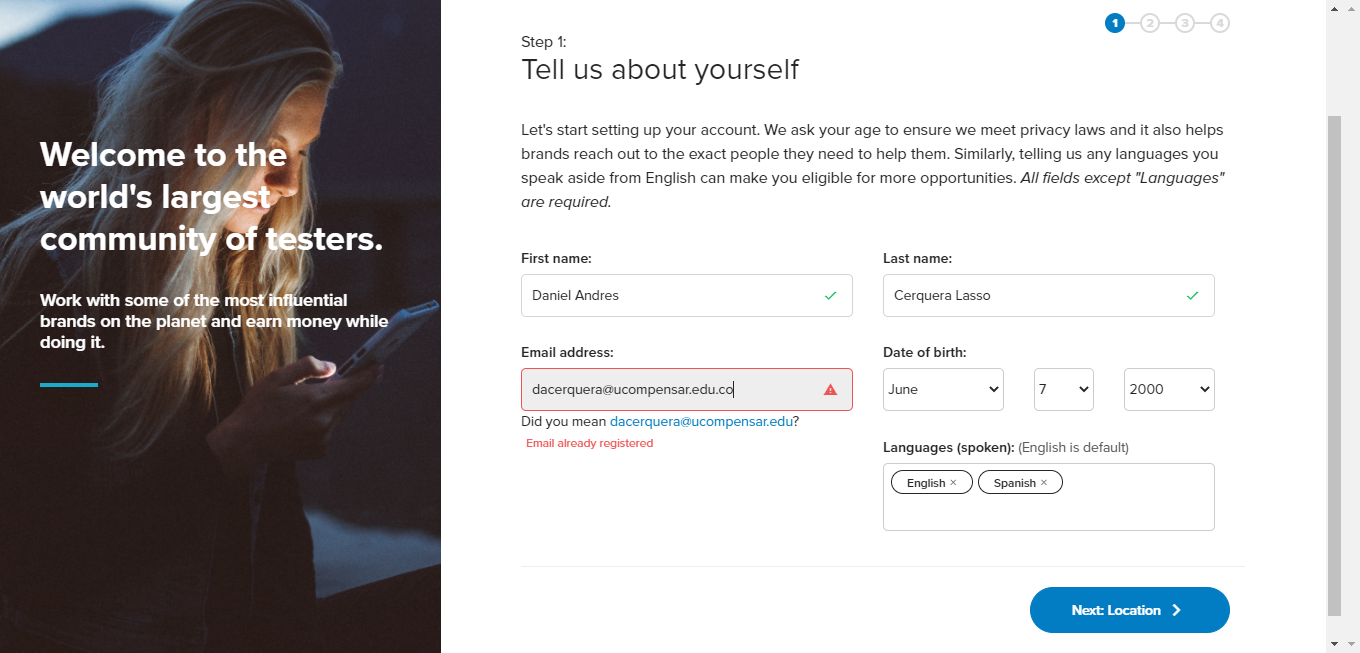 Welcome to the
world's largest
community of testers.
Work with some of the most influential
brands on the planet and earn money while
doing it.
1 2 3 4
Step 1:
Tell us about yourself
Let's start setting up your account. We ask your age to ensure we meet privacy laws and it also helps
brands reach out to the exact people they need to help them. Similarly, telling us any languages you
speak aside from English can make you eligible for more opportunities. All fields except "Languages"
are required.
First name:
Last name:
Daniel Andres
Cerquera Lasso
Email address:
Date of birth:
dacerquera@ucompensar.edu.co
June
7
2000
Did you mean dacerquera@ucompensar.edu?
Email already registered
Languages (spoken): (English is default)
English ×
Spanish ×
Next: Location